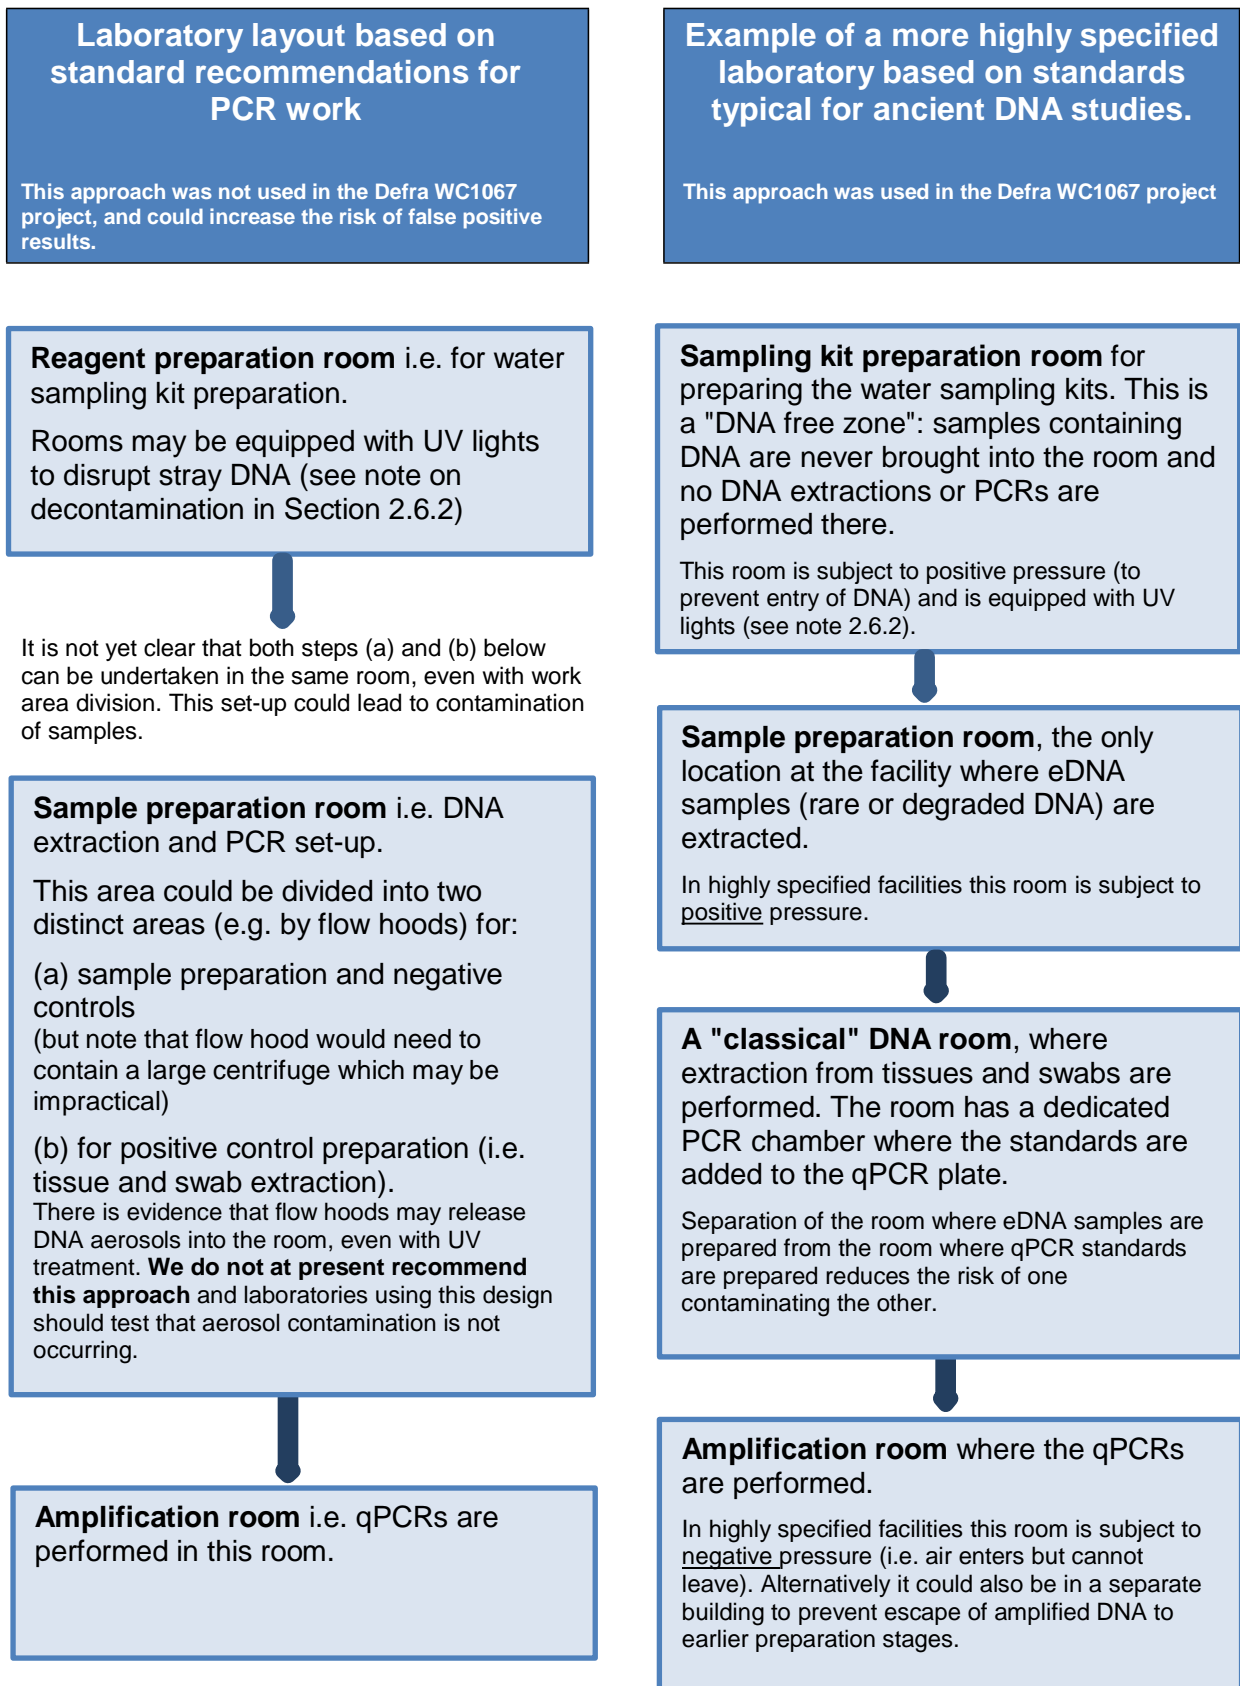 Laboratory layout based on
standard recommendations for
PCR work
This approach was not used in the Defra WC1067
project, and could increase the risk of false positive
results.
Reagent preparation room i.e. for water
sampling kit preparation.
Rooms may be equipped with UV lights
to disrupt stray DNA (see note on
decontamination in Section 2.6.2)
It is not yet clear that both steps (a) and (b) below
can be undertaken in the same room, even with work
area division. This set-up could lead to contamination
of samples.
Sample preparation room i.e. DNA
extraction and PCR set-up.
This area could be divided into two
distinct areas (e.g. by flow hoods) for:
(a) sample preparation and negative
controls
(but note that flow hood would need to
contain a large centrifuge which may be
impractical)
(b) for positive control preparation (i.e.
tissue and swab extraction).
There is evidence that flow hoods may release
DNA aerosols into the room, even with UV
treatment. We do not at present recommend
this approach and laboratories using this design
should test that aerosol contamination is not
occurring.
Amplification room i.e. qPCRs are
performed in this room.
Example of a more highly specified
laboratory based on standards
typical for ancient DNA studies.
This approach was used in the Defra WC1067 project
Sampling kit preparation room for
preparing the water sampling kits. This is
a "DNA free zone": samples containing
DNA are never brought into the room and
no DNA extractions or PCRs are
performed there.
This room is subject to positive pressure (to
prevent entry of DNA) and is equipped with UV
lights (see note 2.6.2).
Sample preparation room, the only
location at the facility where eDNA
samples (rare or degraded DNA) are
extracted.
In highly specified facilities this room is subject to
positive pressure.
A "classical" DNA room, where
extraction from tissues and swabs are
performed. The room has a dedicated
PCR chamber where the standards are
added to the qPCR plate.
Separation of the room where eDNA samples are
prepared from the room where qPCR standards
are prepared reduces the risk of one
contaminating the other.
Amplification room where the qPCRs
are performed.
In highly specified facilities this room is subject to
negative pressure (i.e. air enters but cannot
leave). Alternatively it could also be in a separate
building to prevent escape of amplified DNA to
earlier preparation stages.